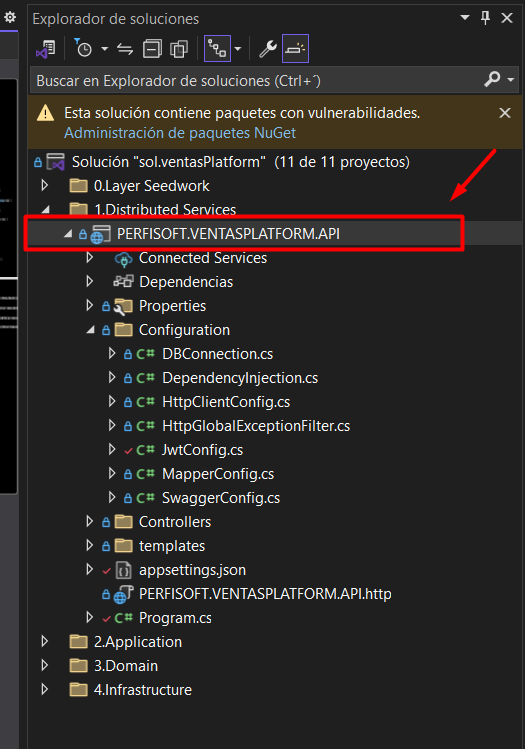 Explorador de soluciones
Buscar en Explorador de soluciones (Ctrl+´)
Esta solución contiene paquetes con vulnerabilidades.
Administración de paquetes NuGet
Solución "sol.ventasPlatform" (11 de 11 proyectos)
0.Layer Seedwork
1.Distributed Services
PERFISOFT.VENTASPLATFORM.API
Connected Services
Dependencias
Properties
Configuration
C# DBConnection.cs
C# DependencyInjection.cs
C# HttpClientConfig.cs
C# HttpGlobalExceptionFilter.cs
C# JwtConfig.cs
C# MapperConfig.cs
C# SwaggerConfig.cs
Controllers
templates
appsettings.json
PERFISOFT.VENTASPLATFORM.API.http
C# Program.cs
2.Application
3.Domain
4.Infrastructure